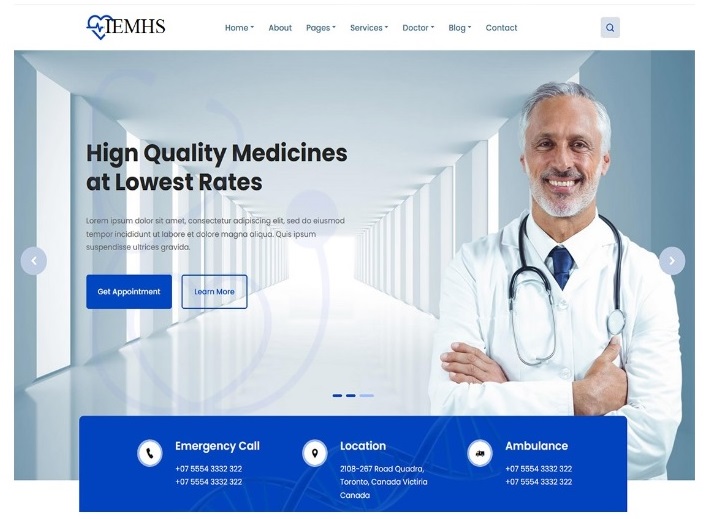 IEMHS
Home About Pages Services Doctor Blog Contact
Hign Quality Medicines
at Lowest Rates
Lorem ipsum dolor sit amet, consectetur adipiscing elit, sed do eiusmod
tempor incididunt ut labore et dolore magna aliqua. Quis ipsum
suspendisse ultrices gravida.
Get Appointment Learn More
Emergency Call
+07 5554 3332 322
+07 5554 3332 322
Location
2108-267 Road Quadra,
Toronto, Canada Victiria
Canada
Ambulance
+07 5554 3332 322
+07 5554 3332 322